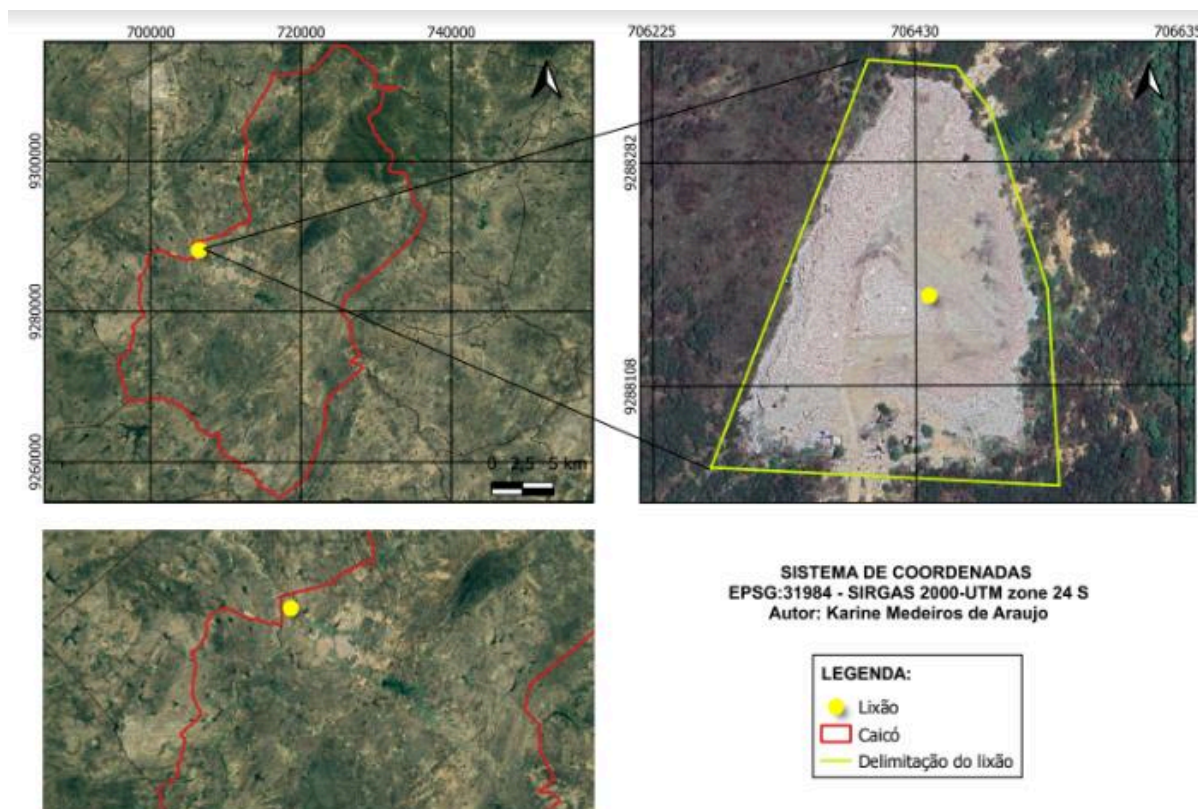 700000 720000 740000
706225 706430 706635
9300000
9280000
9260000
9288282
9288108
0 2,5 5 km
SISTEMA DE COORDENADAS
EPSG:31984 - SIRGAS 2000-UTM zone 24 S
Autor: Karine Medeiros de Araujo
LEGENDA:
Lixão
Caicó
Delimitação do lixão